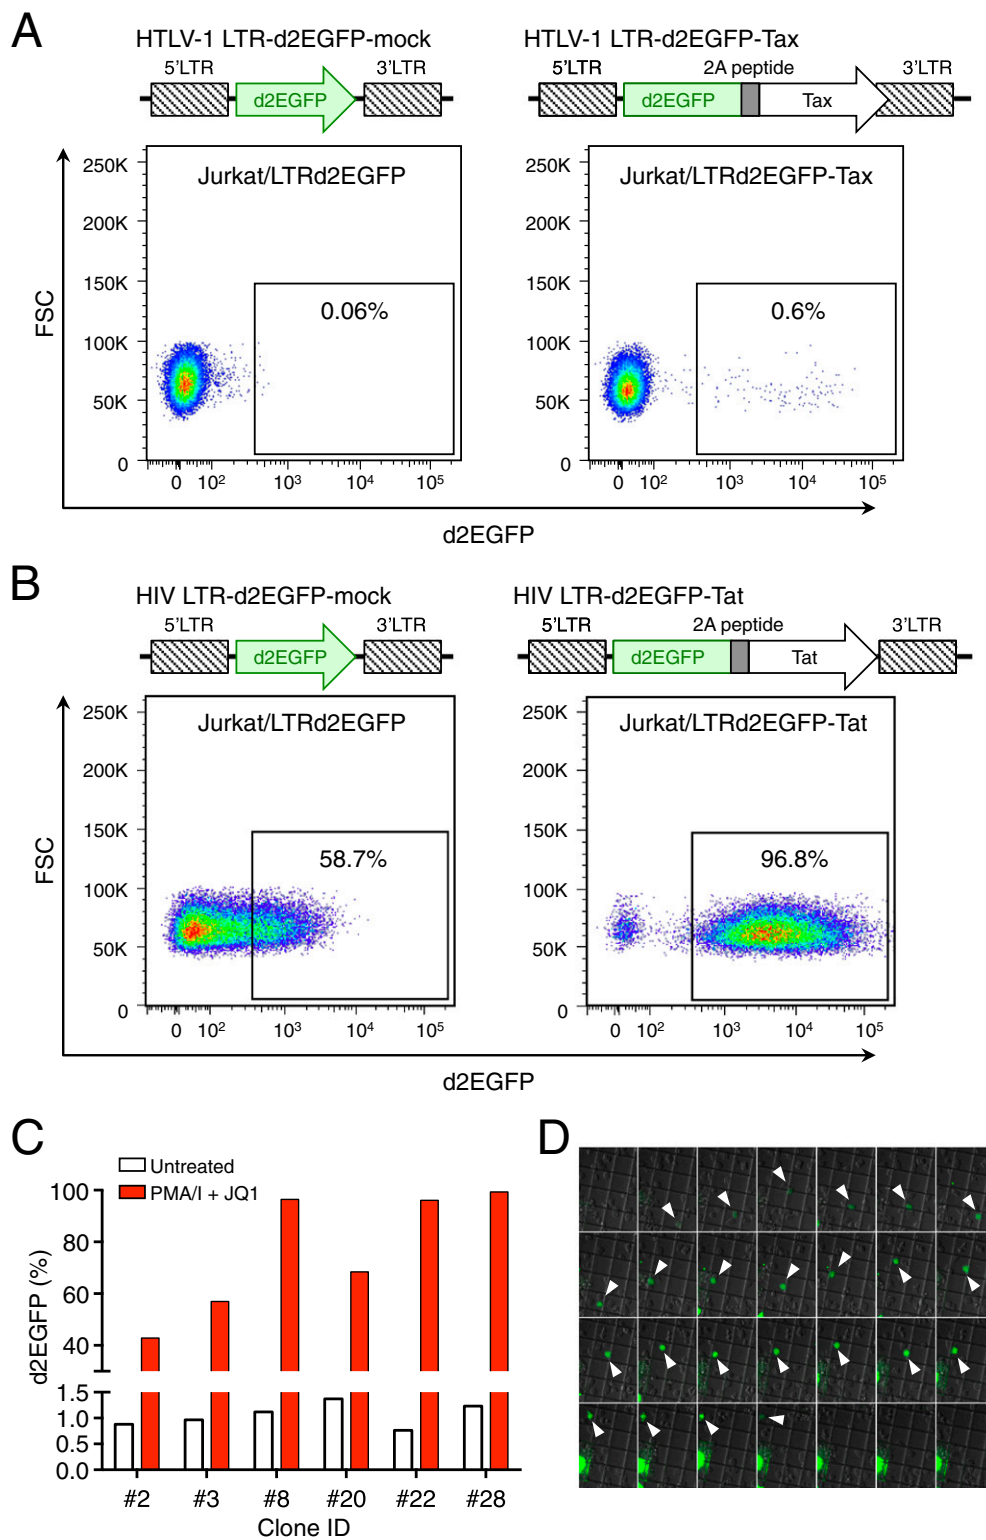 A
HTLV-1 LTR-d2EGFP-mock
HTLV-1 LTR-d2EGFP-Tax
5'LTR
3'LTR
d2EGFP
5'LTR
2A peptide
3'LTR
d2EGFP
Tax
Jurkat/LTRd2EGFP
Jurkat/LTRd2EGFP-Tax
250K
200K
150K
100K
50K
0
0.06%
250K
200K
150K
100K
50K
0
0.6%
FSC
0 10² 10³ 10⁴ 10⁵
0 10² 10³ 10⁴ 10⁵
d2EGFP
B
HIV LTR-d2EGFP-mock
HIV LTR-d2EGFP-Tat
5'LTR
3'LTR
d2EGFP
5'LTR
2A peptide
3'LTR
d2EGFP
Tat
Jurkat/LTRd2EGFP
Jurkat/LTRd2EGFP-Tat
250K
200K
150K
100K
50K
0
58.7%
250K
200K
150K
100K
50K
0
96.8%
FSC
0 10² 10³ 10⁴ 10⁵
0 10² 10³ 10⁴ 10⁵
d2EGFP
C
Untreated
PMA/I + JQ1
d2EGFP (%)
100
80
60
40
1.5
1.0
0.5
0.0
#2 #3 #8 #20 #22 #28
Clone ID
D